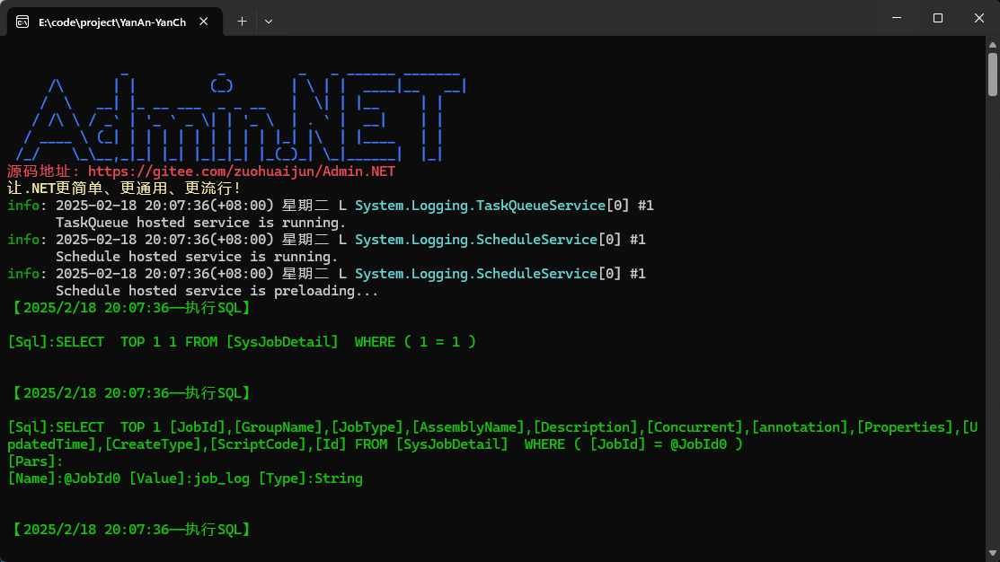 E:\code\project\YanAn-YanCh
              _           _          _   _ ______ _______
     /\      | |         (_)       | \ | |  ____|__   __|
    /  \   __| |_ __ ___  _ _ __   |  \| | |__     | |
   / /\ \ / _` | '_ ` _ \| | '_ \  | . ` |  __|    | |
  / ____ \ (_| | | | | | | | | | |_| |\  | |____   | |
 /_/    \_\__,_|_| |_| |_|_|_| |_(_)_| \_|______|  |_|
源码地址: https://gitee.com/zuohuaijun/Admin.NET
让.NET更简单、更通用、更流行！
info: 2025-02-18 20:07:36(+08:00) 星期二 L System.Logging.TaskQueueService[0] #1
      TaskQueue hosted service is running.
info: 2025-02-18 20:07:36(+08:00) 星期二 L System.Logging.ScheduleService[0] #1
      Schedule hosted service is running.
info: 2025-02-18 20:07:36(+08:00) 星期二 L System.Logging.ScheduleService[0] #1
      Schedule hosted service is preloading...
【2025/2/18 20:07:36——执行SQL】
[Sql]:SELECT  TOP 1 1 FROM [SysJobDetail]  WHERE ( 1 = 1 )
【2025/2/18 20:07:36——执行SQL】
[Sql]:SELECT  TOP 1 [JobId],[GroupName],[JobType],[AssemblyName],[Description],[Concurrent],[annotation],[Properties],[U
pdatedTime],[CreateType],[ScriptCode],[Id] FROM [SysJobDetail]  WHERE ( [JobId] = @JobId0 )
[Pars]:
[Name]:@JobId0 [Value]:job_log [Type]:String
【2025/2/18 20:07:36——执行SQL】